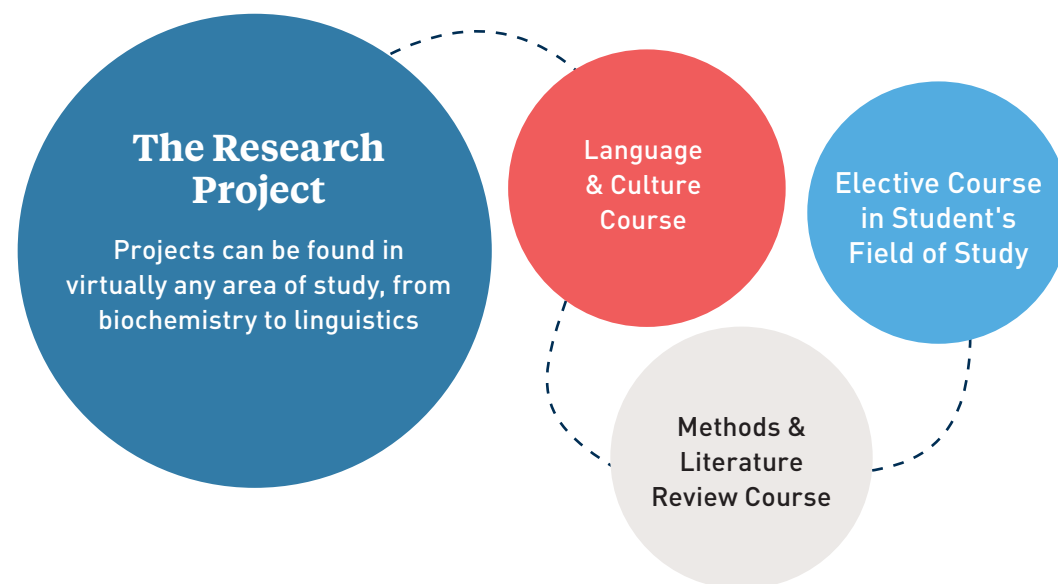 The Research
Project
Projects can be found in
virtually any area of study, from
biochemistry to linguistics
Language
& Culture
Course
Elective Course
in Student's
Field of Study
Methods &
Literature
Review Course